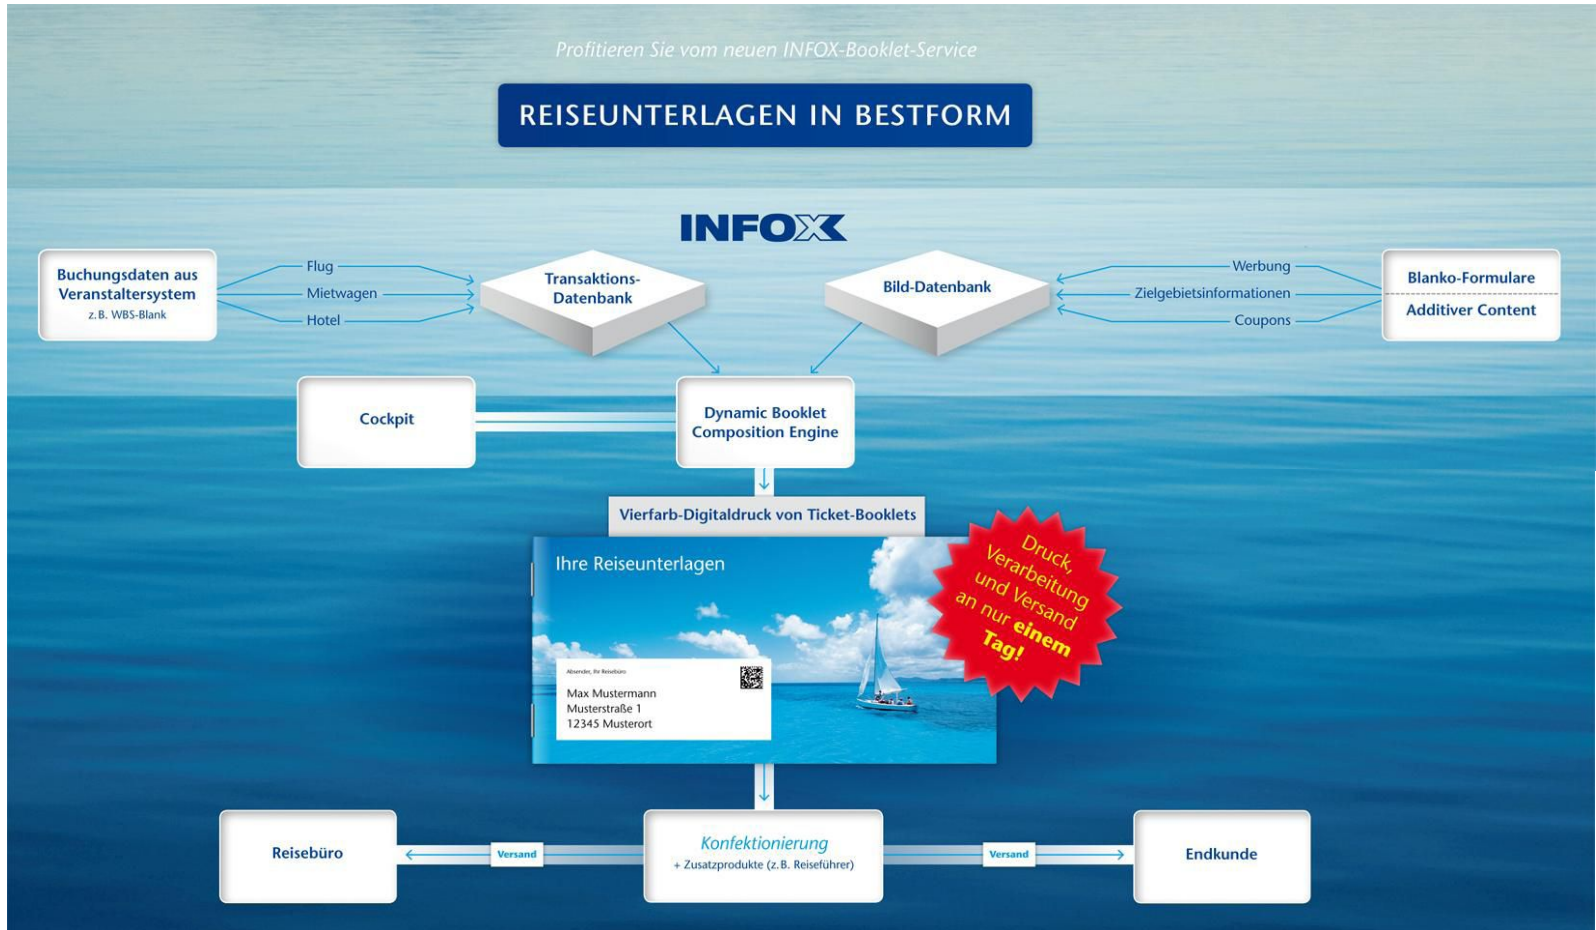 Profitieren Sie vom neuen INFOX-Booklet-Service
REISEUNTERLAGEN IN BESTFORM
INFOX
Buchungsdaten aus
Veranstaltersystem
z. B. WBS-Blank
Flug
Mietwagen
Hotel
Transaktions-
Datenbank
Bild-Datenbank
Werbung
Zielgebietsinformationen
Coupons
Blanko-Formulare
Additiver Content
Cockpit
Dynamic Booklet
Composition Engine
Vierfarb-Digitaldruck von Ticket-Booklets
Ihre Reiseunterlagen
Druck,
Verarbeitung
und Versand
an nur einem
Tag!
Absender, Ihr Reisebüro
Max Mustermann
Musterstraße 1
12345 Musterort
Reisebüro
Versand
Konfektionierung
+ Zusatzprodukte (z. B. Reiseführer)
Versand
Endkunde